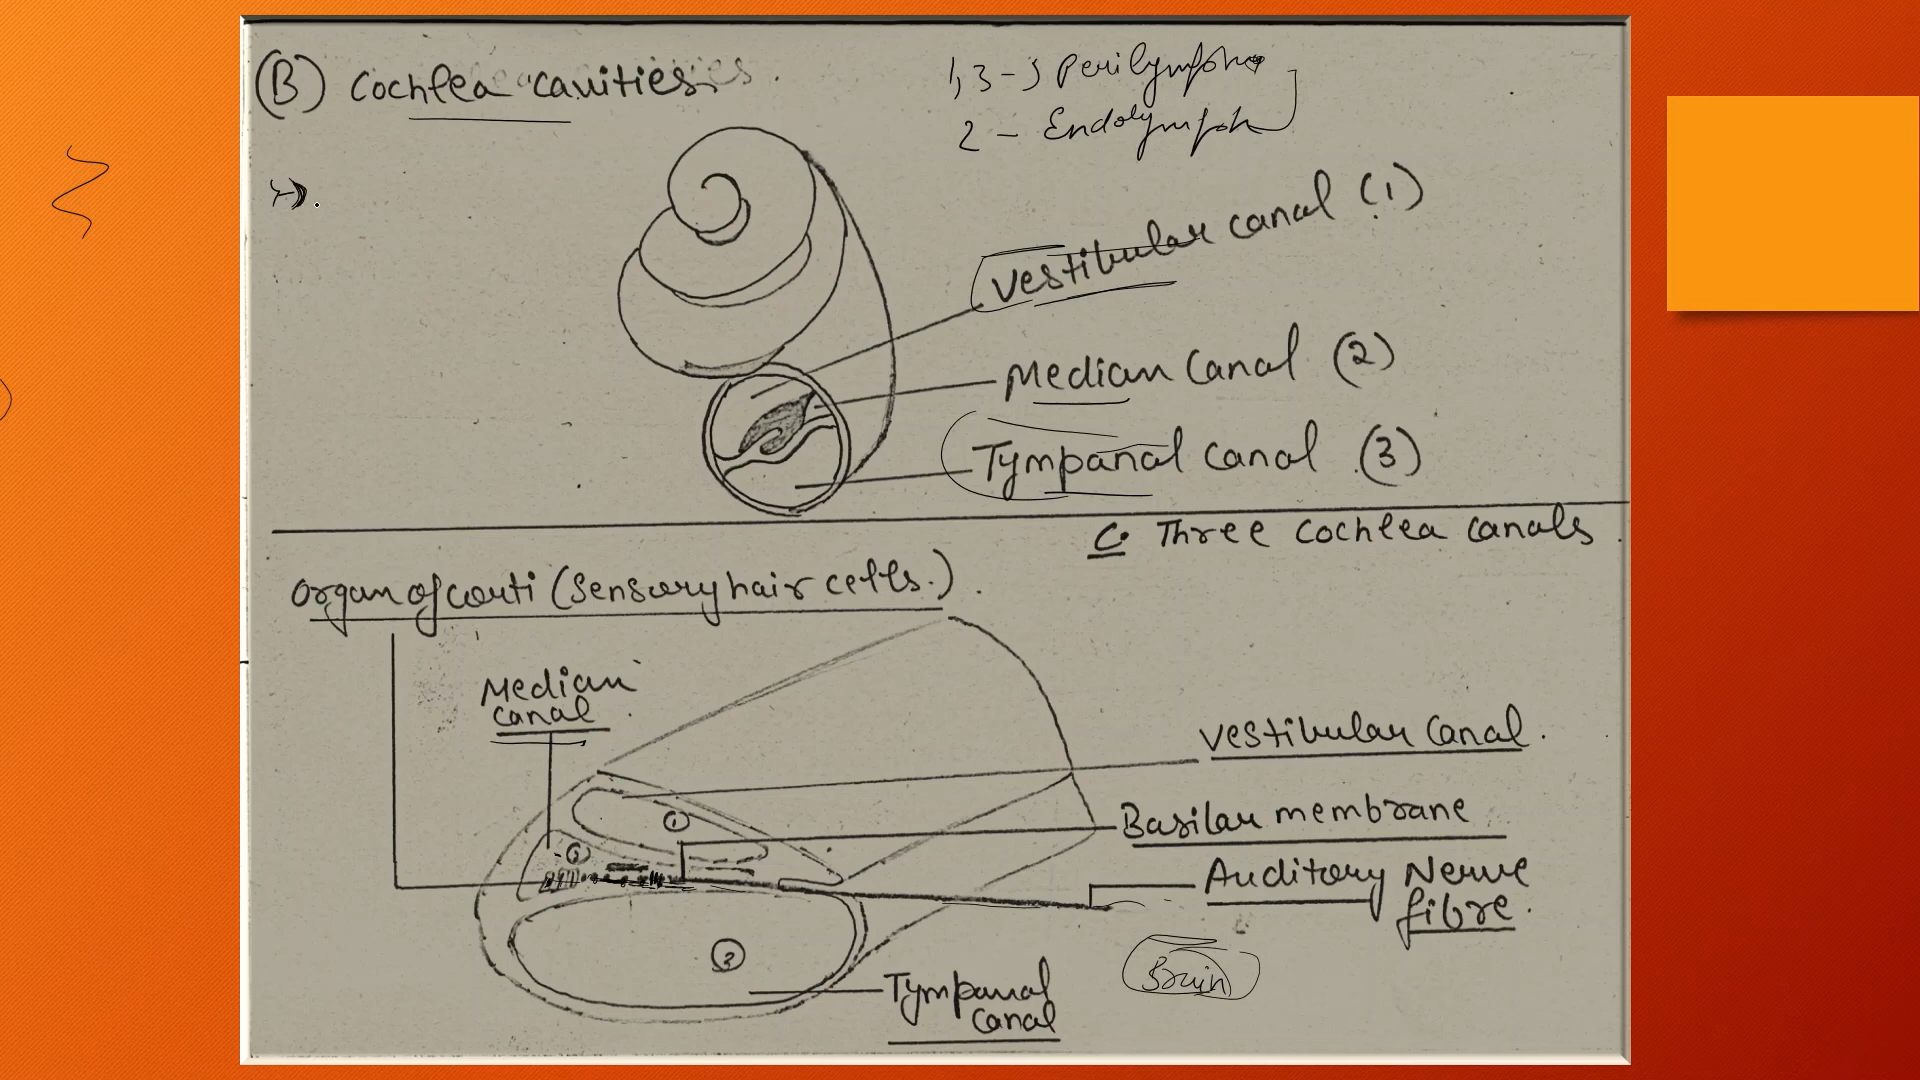 (B) Cochlea cavities.
1, 3 - Perilymph
2 - Endolymph
Vestibular canal (1)
Median Canal (2)
Tympanal canal (3)
C. Three cochlea canals.
Organ of corti (Sensory hair cells.).
Median
canal
Vestibular Canal.
1
Basilar membrane
2
Auditory Nerve
fibre.
3
Brain
Tympanal
canal